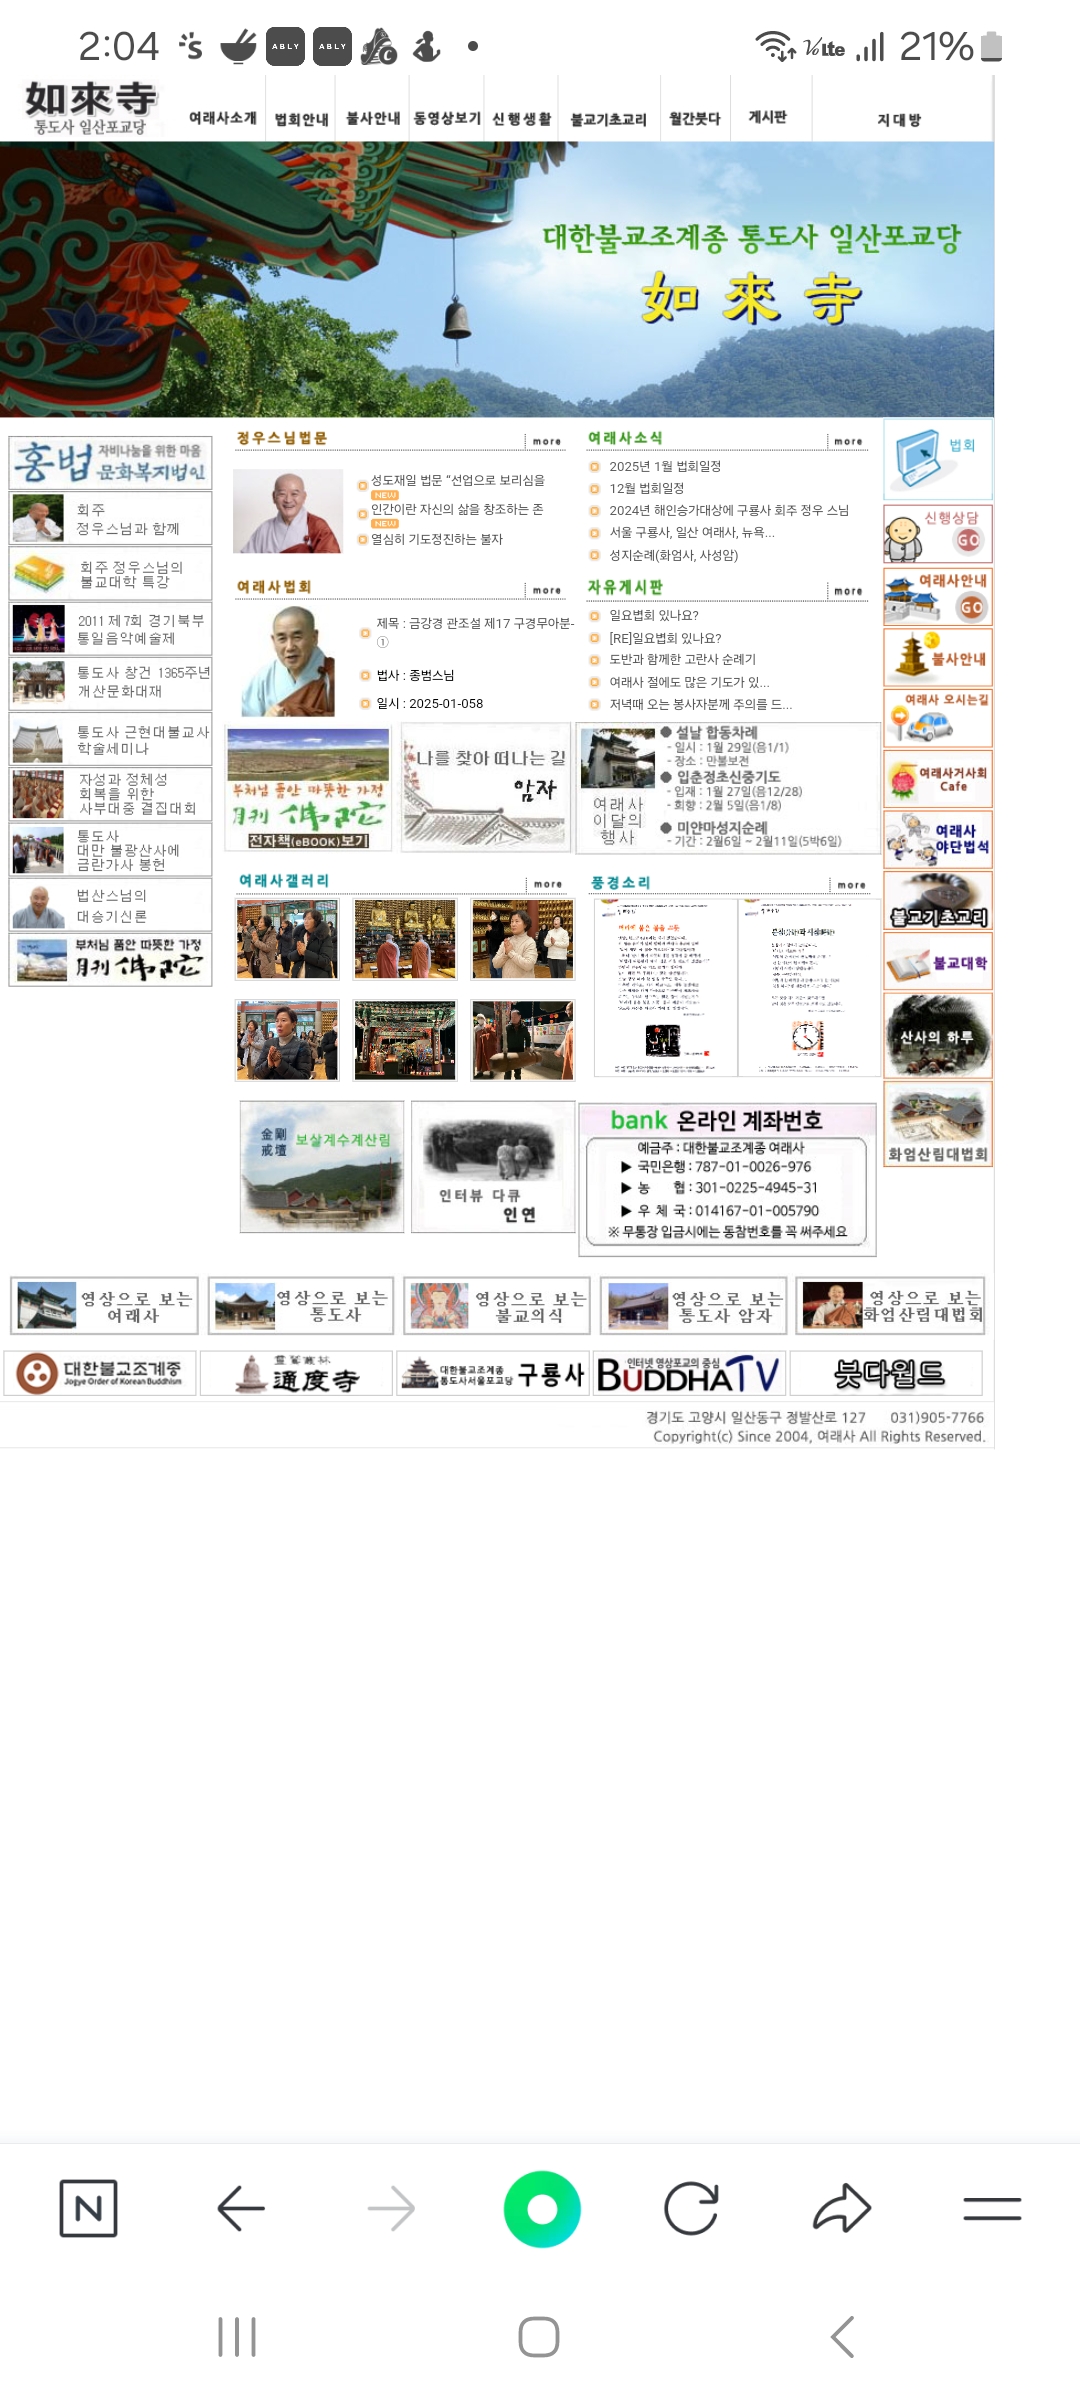 2:04
ABLY
ABLY
VoLte
21%
如來寺
통도사 일산포교당
여래사소개
법회안내
불사안내
동영상보기
신행생활
불교기초교리
월간붓다
게시판
지대방
대한불교조계종 통도사 일산포교당
如來寺
홍법 자비나눔을 위한 마음
문화복지법인
회주
정우스님과 함께
회주 정우스님의
불교대학 특강
2011 제7회 경기북부
통일음악예술제
통도사 창건 1365주년
개산문화대재
통도사 근현대불교사
학술세미나
자성과 정체성
회복을 위한
사부대중 결집대회
통도사
대만 불광산사에
금란가사 봉헌
법산스님의
대승기신론
부처님 품안 따뜻한 가정
月刊 佛陀
정우스님법문
more
성도재일 법문 “선업으로 보리심을
NEW
인간이란 자신의 삶을 창조하는 존
NEW
열심히 기도정진하는 불자
여래사소식
more
2025년 1월 법회일정
12월 법회일정
2024년 해인승가대상에 구룡사 회주 정우 스님
서울 구룡사, 일산 여래사, 뉴욕...
성지순례(화엄사, 사성암)
여래사법회
more
제목 : 금강경 관조설 제17 구경무아분-
①
법사 : 종범스님
일시 : 2025-01-058
자유게시판
more
일요볍회 있나요?
[RE]일요볍회 있나요?
도반과 함께한 고란사 순례기
여래사 절에도 많은 기도가 있...
저녁때 오는 봉사자분께 주의를 드...
부처님 품안 따뜻한 가정
月刊 佛陀
전자책(eBOOK)보기
나를 찾아 떠나는 길
암자
여래사
이달의
행사
● 설날 합동차례
- 일시 : 1월 29일(음1/1)
- 장소 : 만불보전
● 입춘정초신중기도
- 입재 : 1월 27일(음12/28)
- 회향 : 2월 5일(음1/8)
● 미얀마성지순례
- 기간 : 2월6일 ~ 2월11일(5박6일)
여래사갤러리
more
풍경소리
more
金剛
戒壇
보살계수계산림
인터뷰 다큐
인연
bank 온라인 계좌번호
예금주 : 대한불교조계종 여래사
▶ 국민은행 : 787-01-0026-976
▶ 농 협 : 301-0225-4945-31
▶ 우 체 국 : 014167-01-005790
※ 무통장 입금시에는 동참번호를 꼭 써주세요
법회
신행상담
GO
여래사안내
GO
불사안내
여래사 오시는길
여래사거사회
Cafe
여래사
야단법석
불교기초교리
불교대학
산사의 하루
화엄산림대법회
영상으로 보는
여래사
영상으로 보는
통도사
영상으로 보는
불교의식
영상으로 보는
통도사 암자
영상으로 보는
화엄산림대법회
대한불교조계종
Jogye Order of Korean Buddhism
通度寺
대한불교조계종
통도사서울포교당
구룡사
인터넷 영상포교의 중심
BUDDHATV
붓다월드
경기도 고양시 일산동구 정발산로 127 031)905-7766
Copyright(c) Since 2004, 여래사 All Rights Reserved.
N